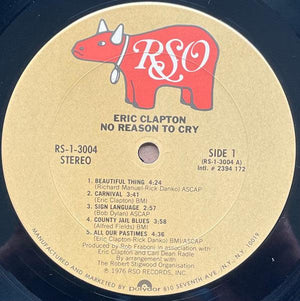 RSO
ERIC CLAPTON
NO REASON TO CRY
RS-1-3004
STEREO
SIDE 1
(RS-1-3004 A)
Intl. # 2394 172
1. BEAUTIFUL THING 4:24
(Richard Manuel-Rick Danko) ASCAP
2. CARNIVAL 3:41
(Eric Clapton) BMI
3. SIGN LANGUAGE 2:57
(Bob Dylan) ASCAP
4. COUNTY JAIL BLUES 3:58
(Alfred Fields) BMI
5. ALL OUR PASTIMES 4:36
(Eric Clapton-Rick Danko) BMI/ASCAP
Produced by Rob Fraboni in association with
Eric Clapton and Carl Dean Radle
By arrangement with
The Robert Stigwood Organisation
℗ 1976 RSO RECORDS, INC.
MANUFACTURED AND MARKETED BY polydor 810 SEVENTH AVE., N.Y., N.Y. 10019